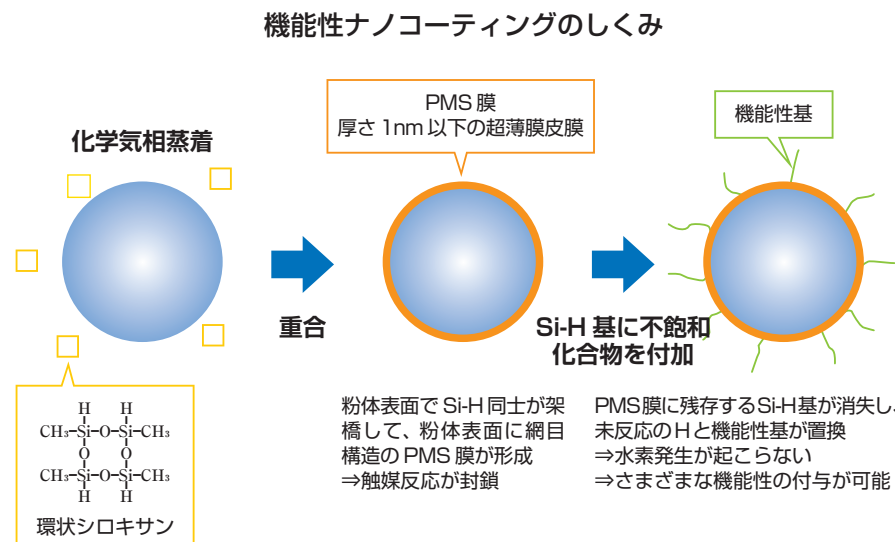 機能性ナノコーティングのしくみ
化学気相蒸着
PMS 膜
厚さ 1nm 以下の超薄膜皮膜
機能性基
重合
Si-H 基に不飽和
化合物を付加
H H
CH₃-Si-O-Si-CH₃
O O
CH₃-Si-O-Si-CH₃
H H
環状シロキサン
粉体表面で Si-H 同士が架
橋して、粉体表面に網目
構造の PMS 膜が形成
⇒触媒反応が封鎖
PMS膜に残存するSi-H基が消失し、
未反応のHと機能性基が置換
⇒水素発生が起こらない
⇒さまざまな機能性の付与が可能